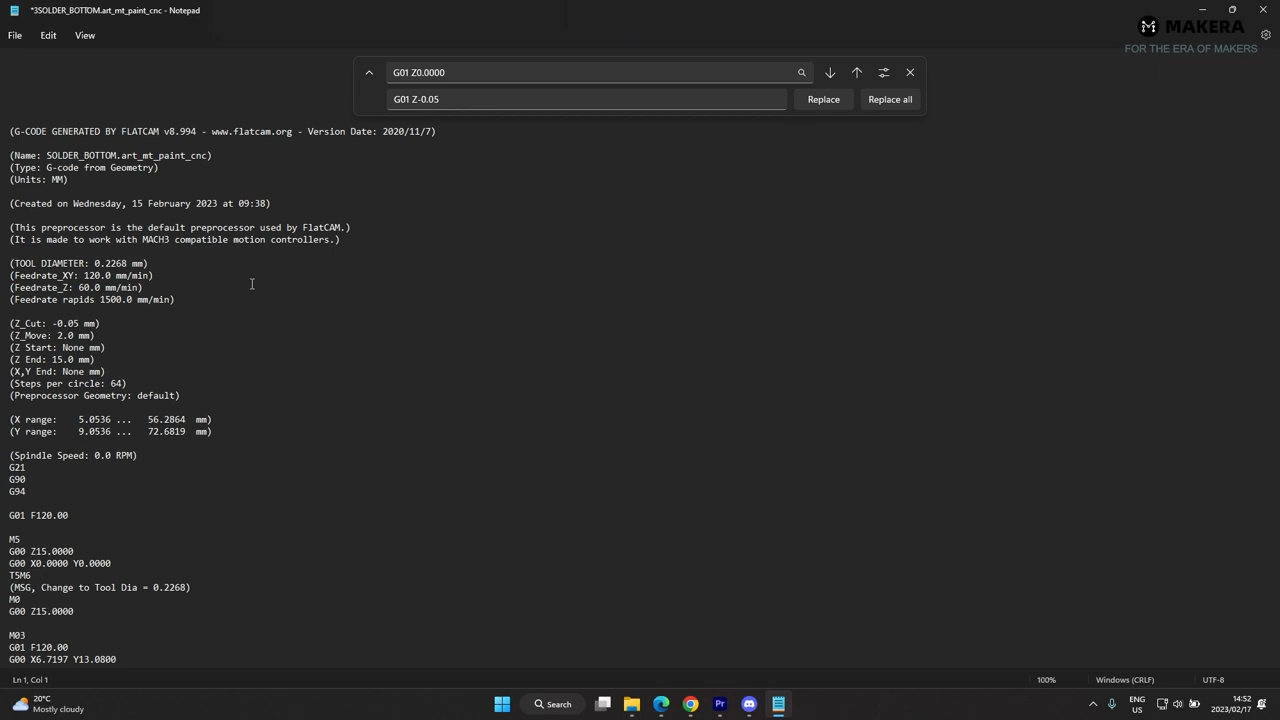 *3SOLDER_BOTTOM.art_mt_paint_cnc - Notepad
File Edit View
MAKERA
FOR THE ERA OF MAKERS
G01 Z0.0000
G01 Z-0.05
Replace
Replace all
(G-CODE GENERATED BY FLATCAM v8.994 - www.flatcam.org - Version Date: 2020/11/7)
(Name: SOLDER_BOTTOM.art_mt_paint_cnc)
(Type: G-code from Geometry)
(Units: MM)
(Created on Wednesday, 15 February 2023 at 09:38)
(This preprocessor is the default preprocessor used by FlatCAM.)
(It is made to work with MACH3 compatible motion controllers.)
(TOOL DIAMETER: 0.2268 mm)
(Feedrate_XY: 120.0 mm/min)
(Feedrate_Z: 60.0 mm/min)
(Feedrate rapids 1500.0 mm/min)
(Z_Cut: -0.05 mm)
(Z_Move: 2.0 mm)
(Z Start: None mm)
(Z End: 15.0 mm)
(X,Y End: None mm)
(Steps per circle: 64)
(Preprocessor Geometry: default)
(X range: 5.0536 ... 56.2864 mm)
(Y range: 9.0536 ... 72.6819 mm)
(Spindle Speed: 0.0 RPM)
G21
G90
G94
G01 F120.00
M5
G00 Z15.0000
G00 X0.0000 Y0.0000
T5M6
(MSG, Change to Tool Dia = 0.2268)
M0
G00 Z15.0000
M03
G01 F120.00
G00 X6.7197 Y13.0800
Ln 1, Col 1
100%
Windows (CRLF)
UTF-8
20°C
Mostly cloudy
Search
Pr
ENG
US
14:52
2023/02/17